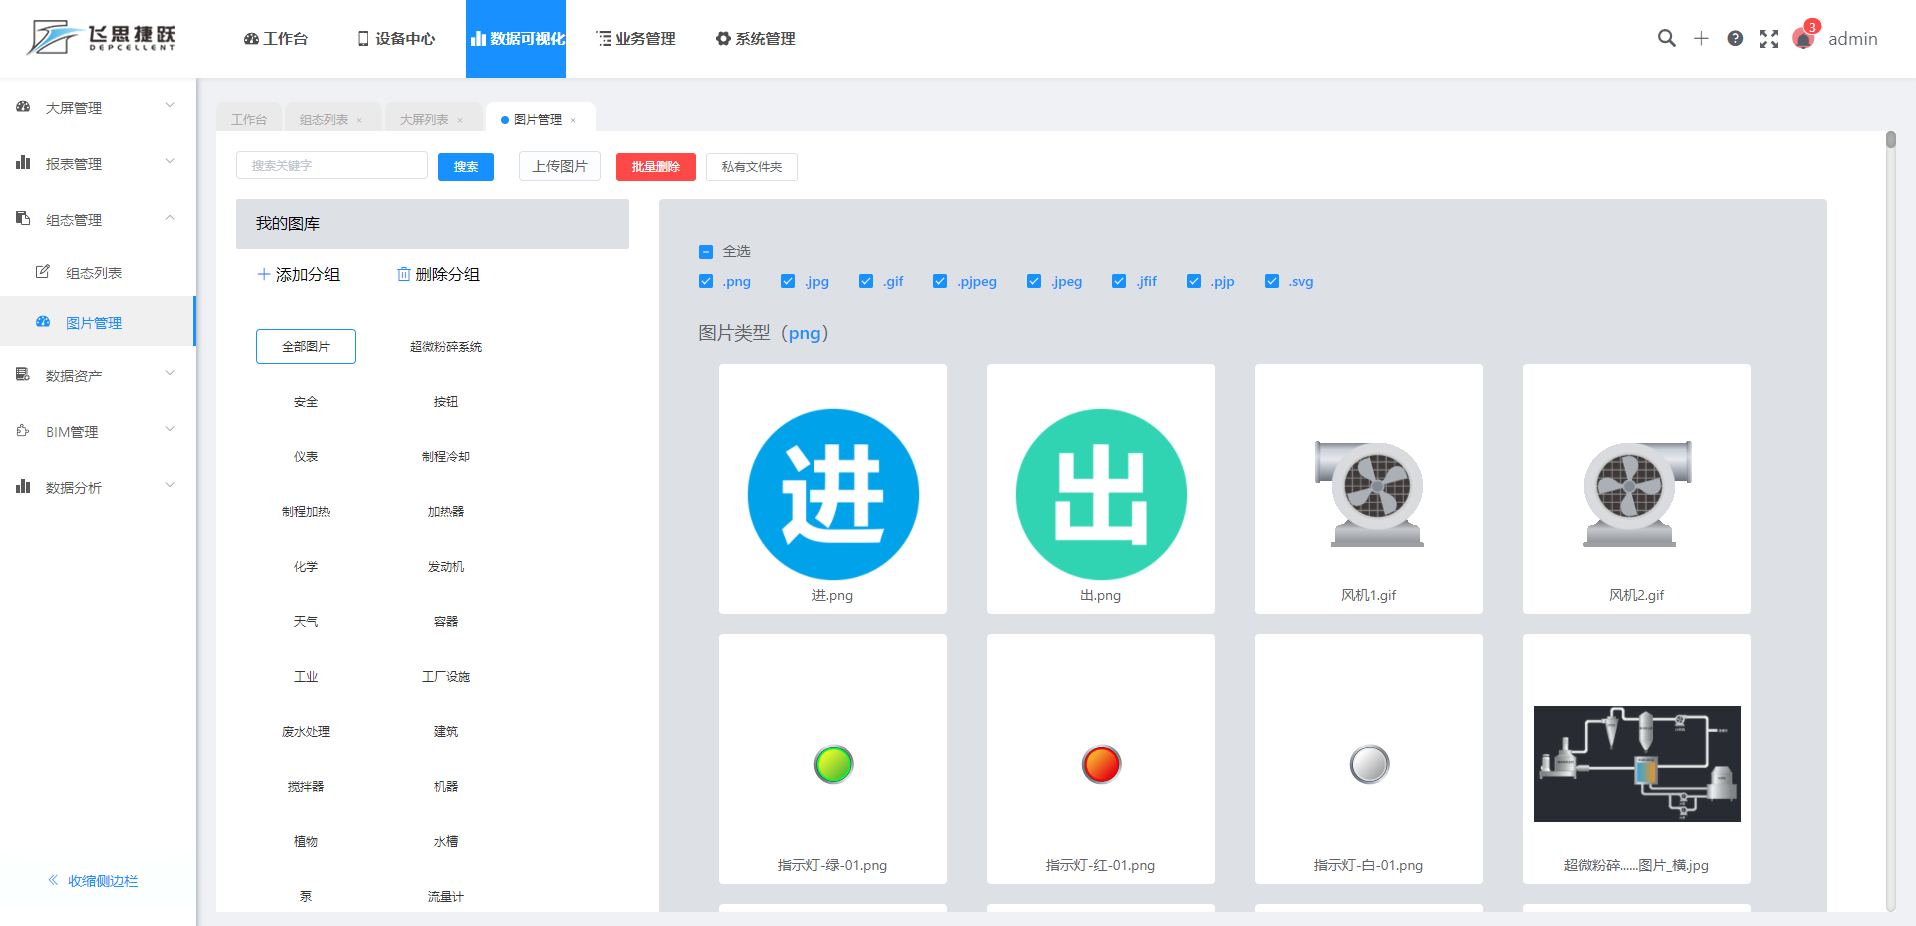 飞思捷跃
DEPCELLENT
工作台
设备中心
数据可视化
业务管理
系统管理
3
admin
大屏管理
报表管理
组态管理
组态列表
图片管理
数据资产
BIM管理
数据分析
收缩侧边栏
工作台
组态列表 ×
大屏列表 ×
图片管理 ×
搜索关键字
搜索
上传图片
批量删除
私有文件夹
我的图库
添加分组
删除分组
全部图片
超微粉碎系统
安全
按钮
仪表
制程冷却
制程加热
加热器
化学
发动机
天气
容器
工业
工厂设施
废水处理
建筑
搅拌器
机器
植物
水槽
泵
流量计
全选
.png
.jpg
.gif
.pjpeg
.jpeg
.jfif
.pjp
.svg
图片类型（png）
进
进.png
出
出.png
风机1.gif
风机2.gif
指示灯-绿-01.png
指示灯-红-01.png
指示灯-白-01.png
超微粉碎......图片_横.jpg